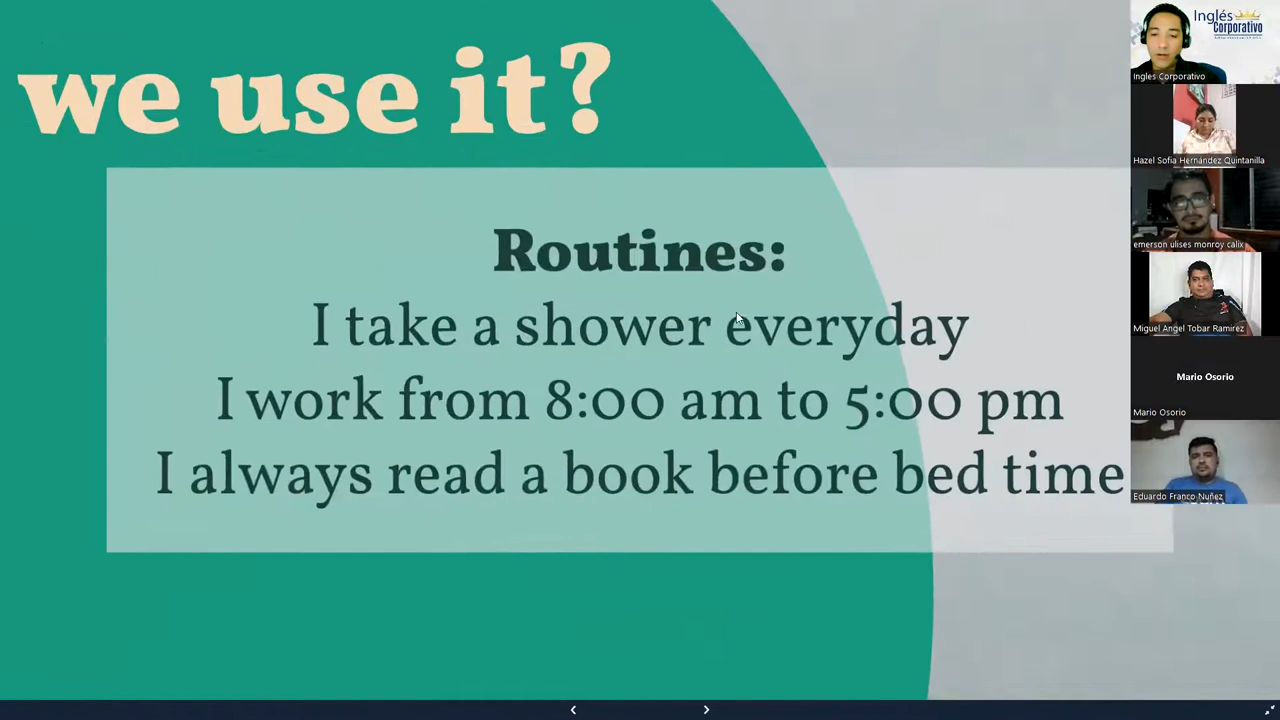 we use it?
Routines:
I take a shower everyday
I work from 8:00 am to 5:00 pm
I always read a book before bed time
Inglés
Corporativo
Ingles Corporativo
Hazel Sofia Hernández Quintanilla
emerson ulises monroy calix
Miguel Angel Tobar Ramirez
Mario Osorio
Mario Osorio
Eduardo Franco Nuñez